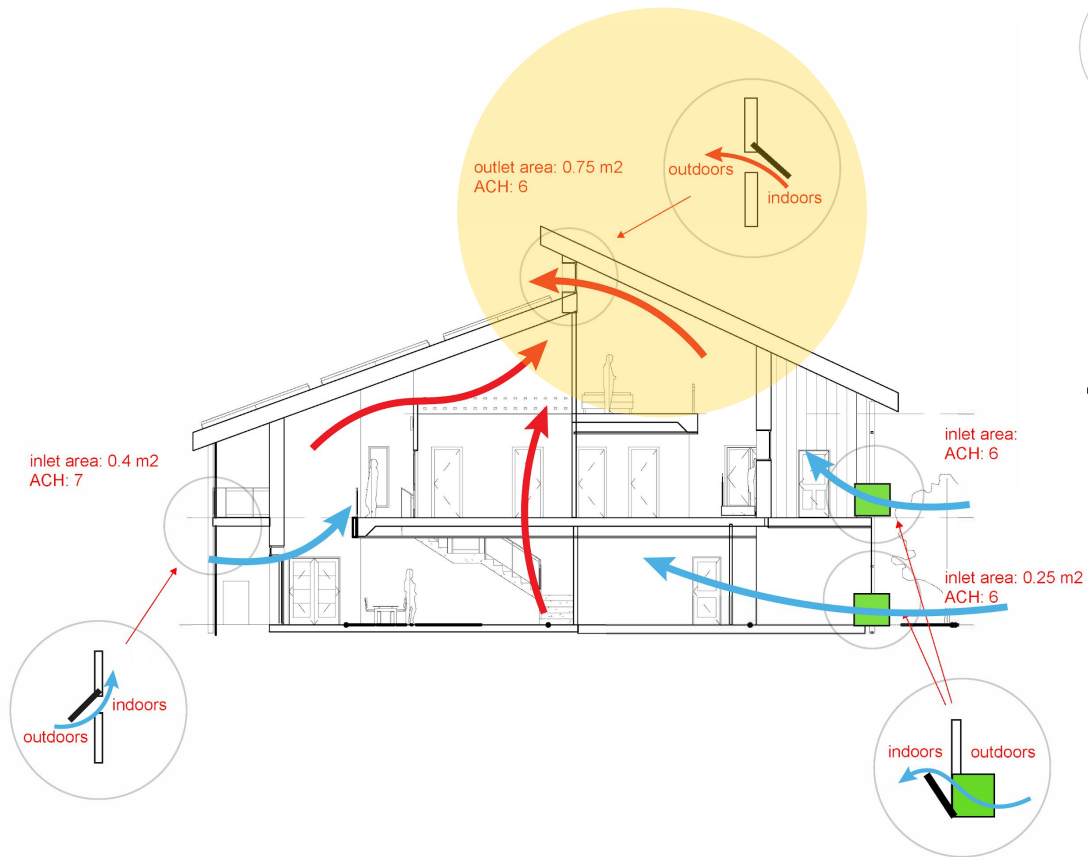 outlet area: 0.75 m2
ACH: 6
outdoors
indoors
inlet area: 0.4 m2
ACH: 7
inlet area:
ACH: 6
inlet area: 0.25 m2
ACH: 6
indoors
outdoors
indoors
outdoors